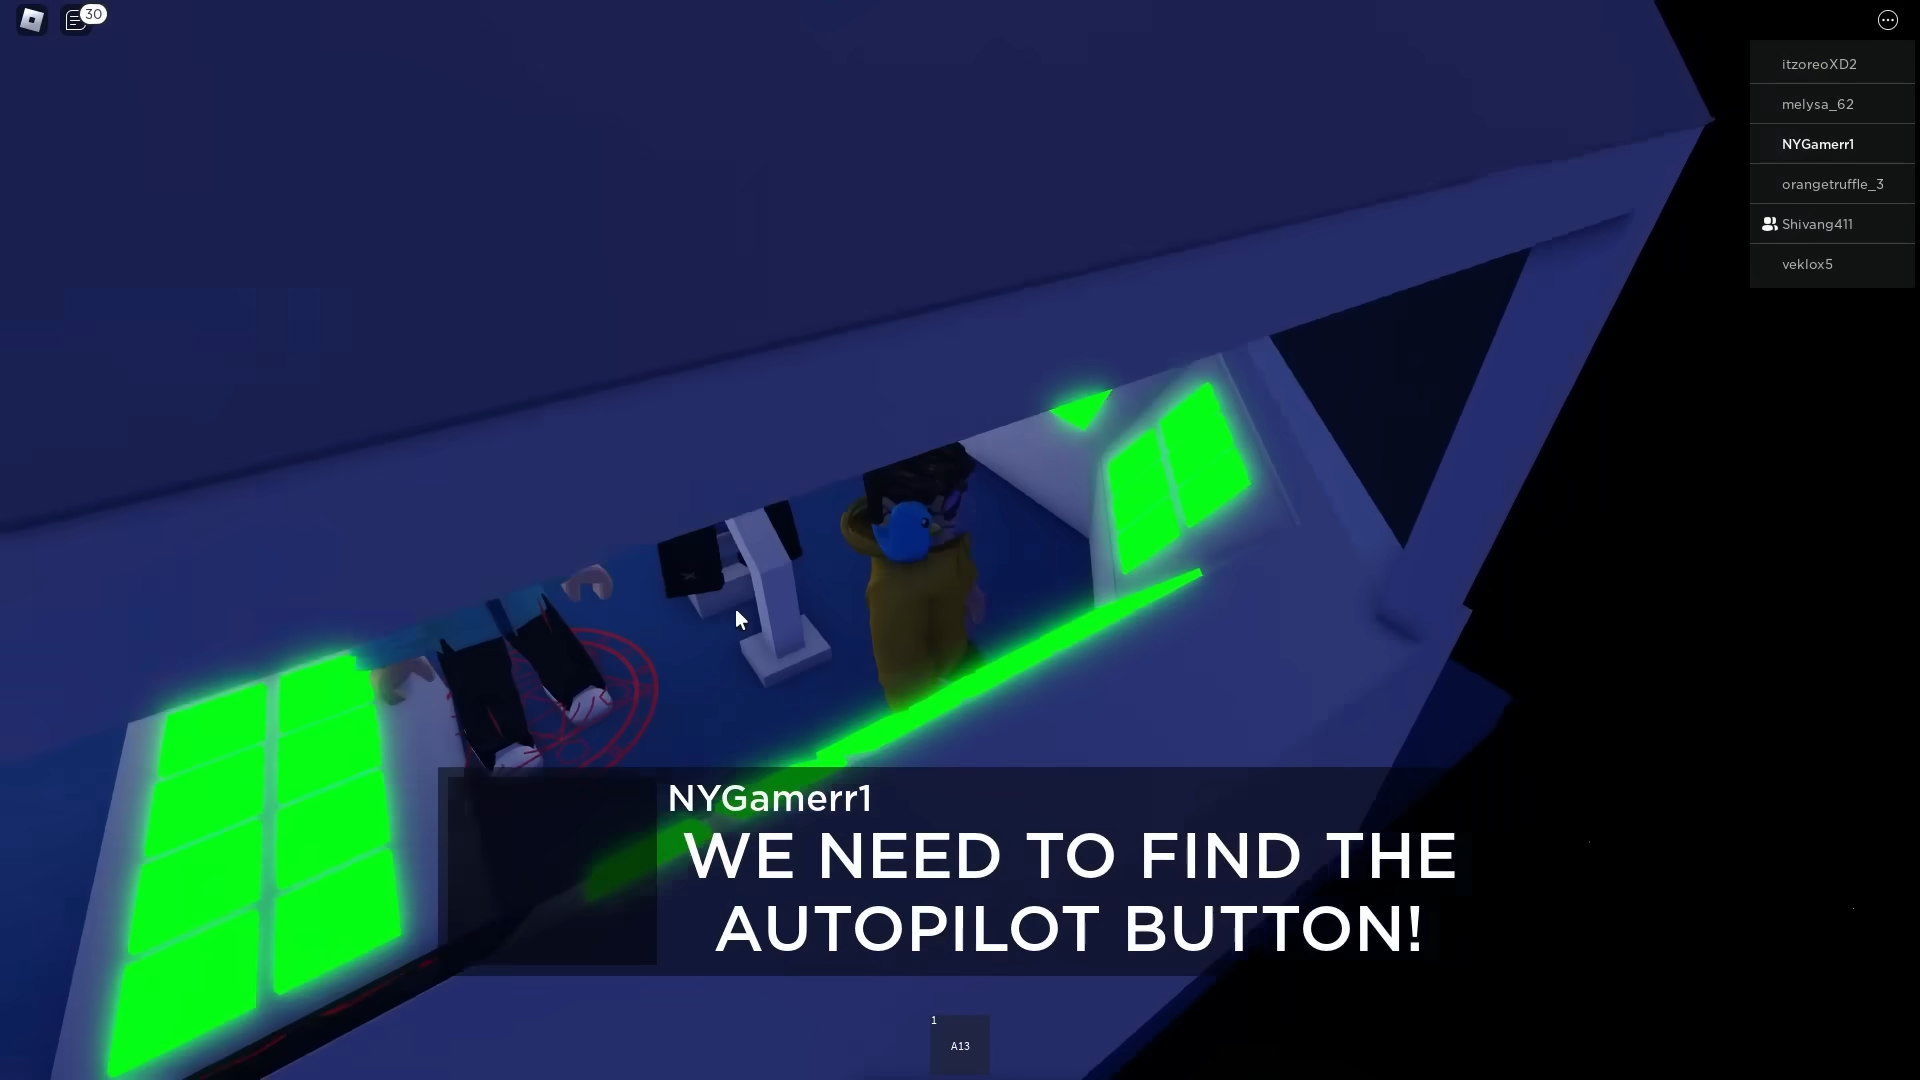 30
itzoreoXD2
melysa_62
NYGamerr1
orangetruffle_3
Shivang411
veklox5
NYGamerr1
WE NEED TO FIND THE
AUTOPILOT BUTTON!
1
A13